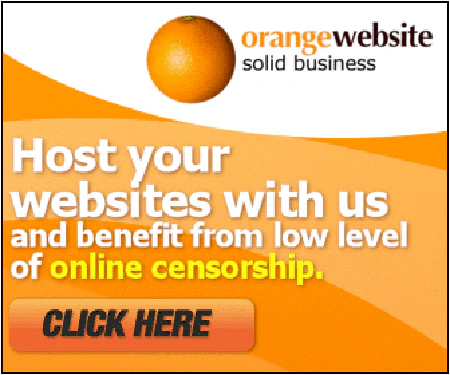 orangewebsite
solid business
Host your
websites with us
and benefit from low level
of online censorship.
CLICK HERE